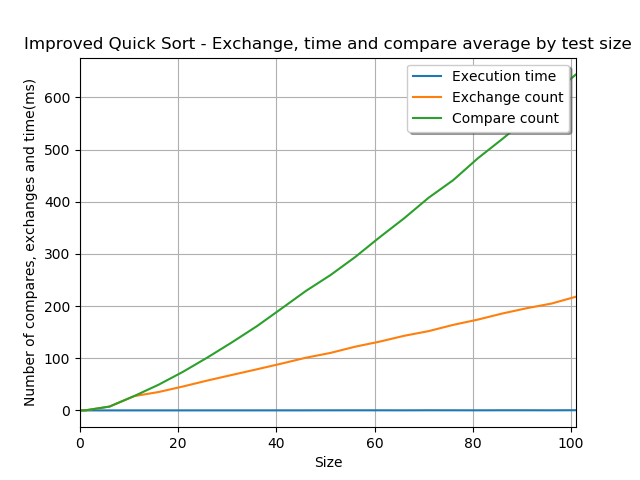 Improved Quick Sort - Exchange, time and compare average by test size
Number of compares, exchanges and time(ms)
600
500
400
300
200
100
0
Execution time
Exchange count
Compare count
0 20 40 60 80 100
Size